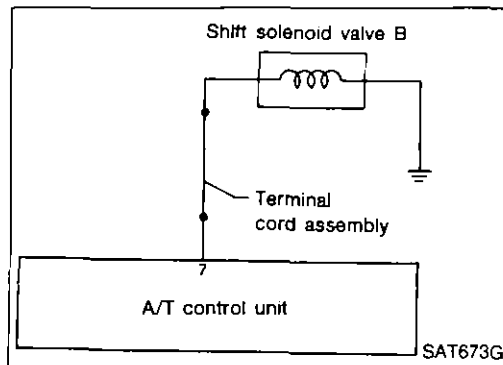 Shift solenoid valve B
Terminal
cord assembly
7
A/T control unit
SAT673G